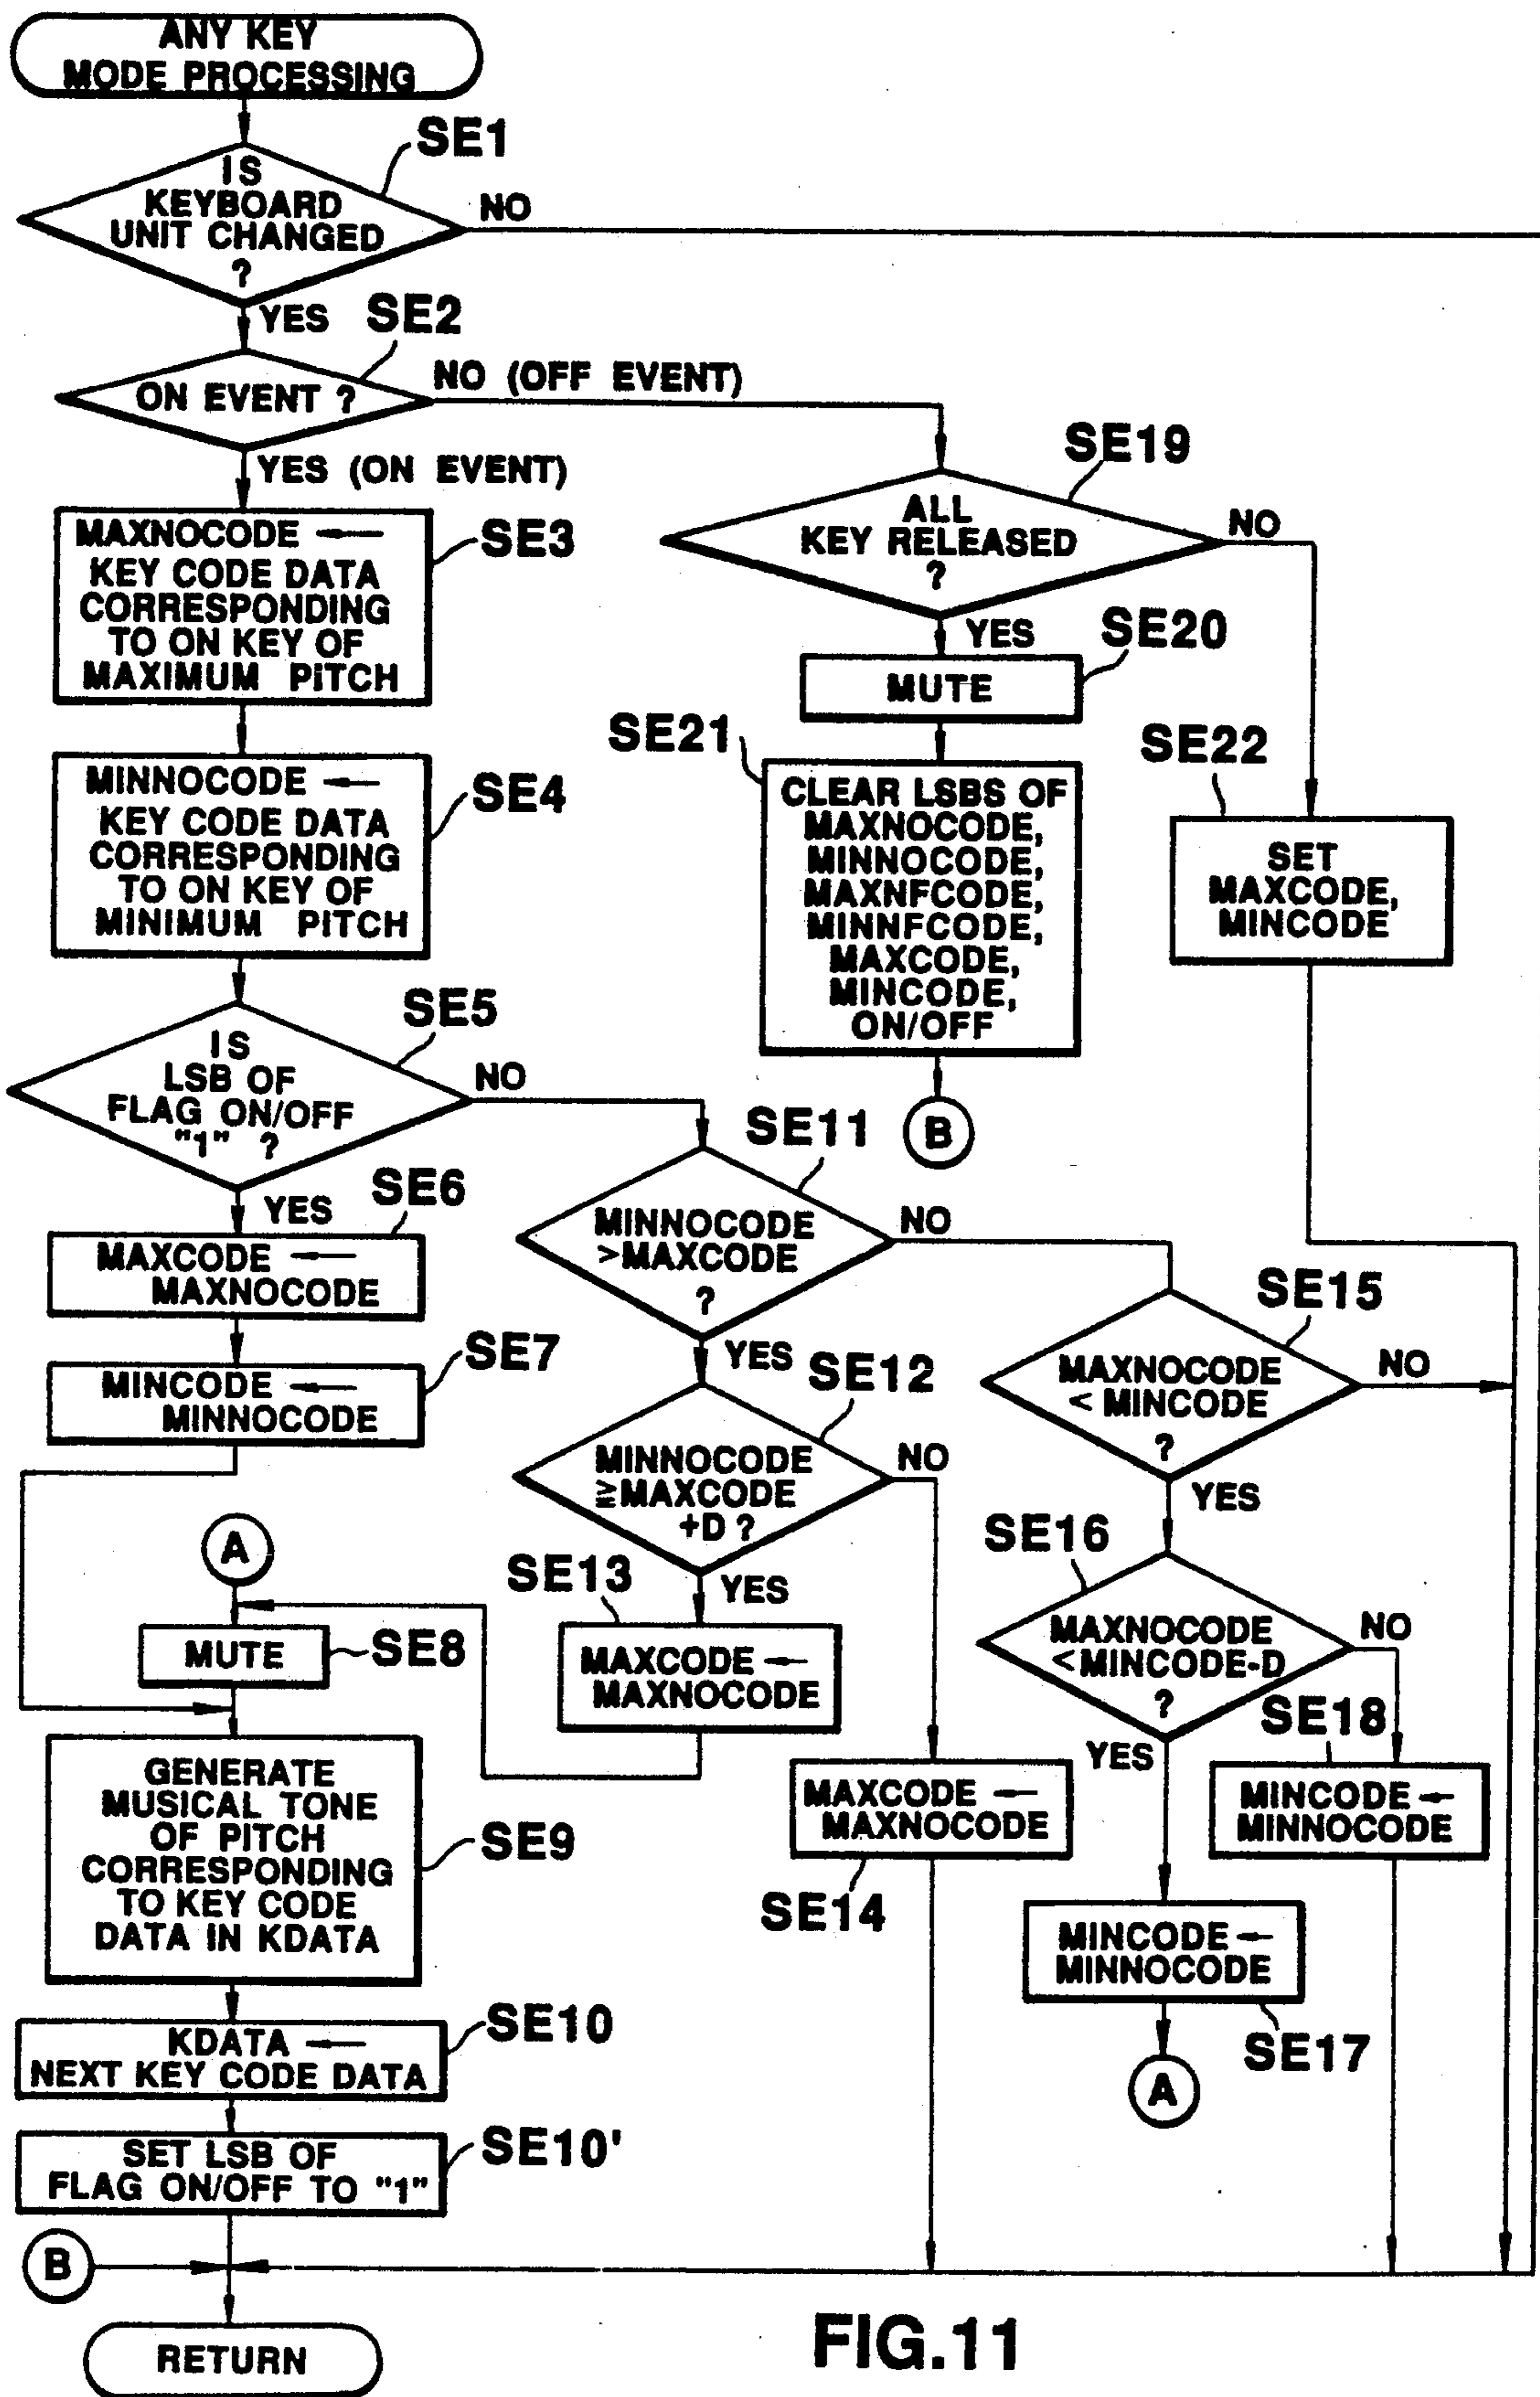 ANY KEY
MODE PROCESSING
SE1
IS
KEYBOARD
UNIT CHANGED
?
NO
YES
SE2
ON EVENT ?
NO (OFF EVENT)
YES (ON EVENT)
SE3
MAXNOCODE ←
KEY CODE DATA
CORRESPONDING
TO ON KEY OF
MAXIMUM PITCH
SE4
MINNOCODE ←
KEY CODE DATA
CORRESPONDING
TO ON KEY OF
MINIMUM PITCH
SE5
IS
LSB OF
FLAG ON/OFF
"1" ?
NO
YES
SE6
MAXCODE ←
MAXNOCODE
SE7
MINCODE ←
MINNOCODE
A
MUTE
SE8
GENERATE
MUSICAL TONE
OF PITCH
CORRESPONDING
TO KEY CODE
DATA IN KDATA
SE9
KDATA ←
NEXT KEY CODE DATA
SE10
SET LSB OF
FLAG ON/OFF TO "1"
SE10'
B
RETURN
SE11
MINNOCODE
>MAXCODE
?
NO
YES
SE12
MINNOCODE
≧MAXCODE
+D ?
NO
YES
SE13
MAXCODE ←
MAXNOCODE
MAXCODE ←
MAXNOCODE
SE14
SE15
MAXNOCODE
< MINCODE
?
NO
YES
SE16
MAXNOCODE
<MINCODE-D
?
NO
YES
SE18
MINCODE ←
MINNOCODE
MINCODE ←
MINNOCODE
SE17
A
SE19
ALL
KEY RELEASED
?
NO
YES
SE20
MUTE
SE21
CLEAR LSBS OF
MAXNOCODE,
MINNOCODE,
MAXNFCODE,
MINNFCODE,
MAXCODE,
MINCODE,
ON/OFF
B
SE22
SET
MAXCODE,
MINCODE
FIG.11